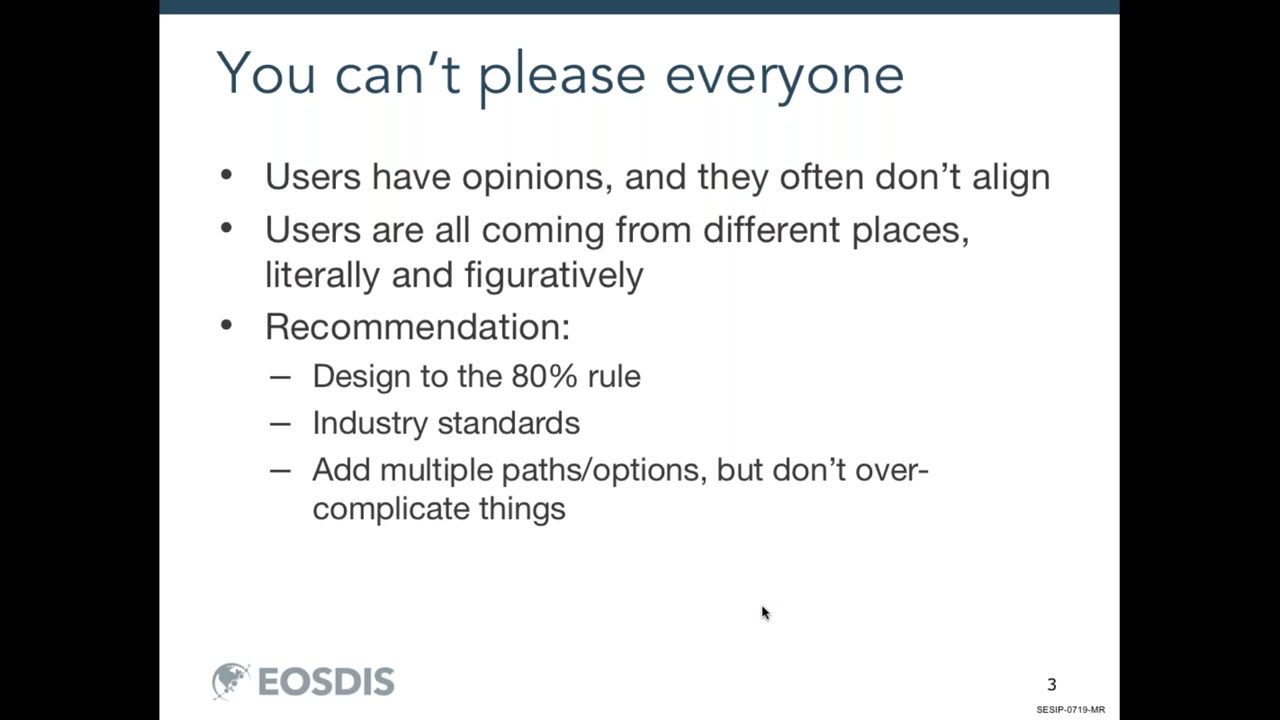 You can’t please everyone
• Users have opinions, and they often don’t align
• Users are all coming from different places,
literally and figuratively
• Recommendation:
– Design to the 80% rule
– Industry standards
– Add multiple paths/options, but don’t over-
complicate things
EOSDIS
3
SESIP-0719-MR